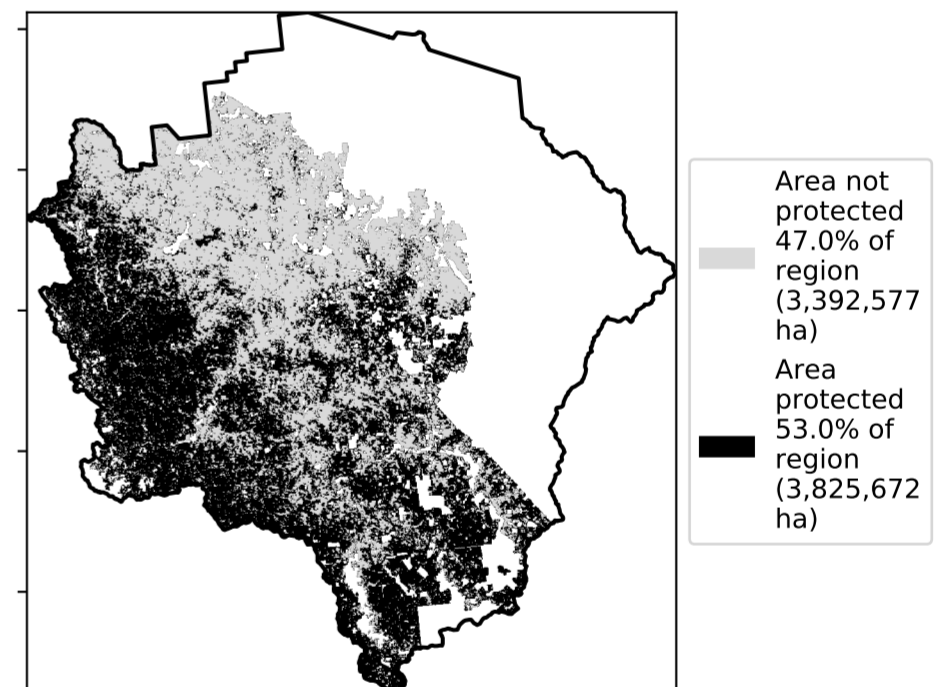 Area not
protected
47.0% of
region
(3,392,577
ha)
Area
protected
53.0% of
region
(3,825,672
ha)